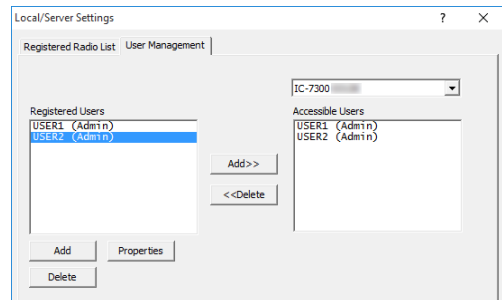 Local/Server Settings ? X
Registered Radio List User Management
IC-7300
Registered Users Accessible Users
USER1 (Admin) USER1 (Admin)
USER2 (Admin) USER2 (Admin)
Add>>
<<Delete
Add Properties
Delete